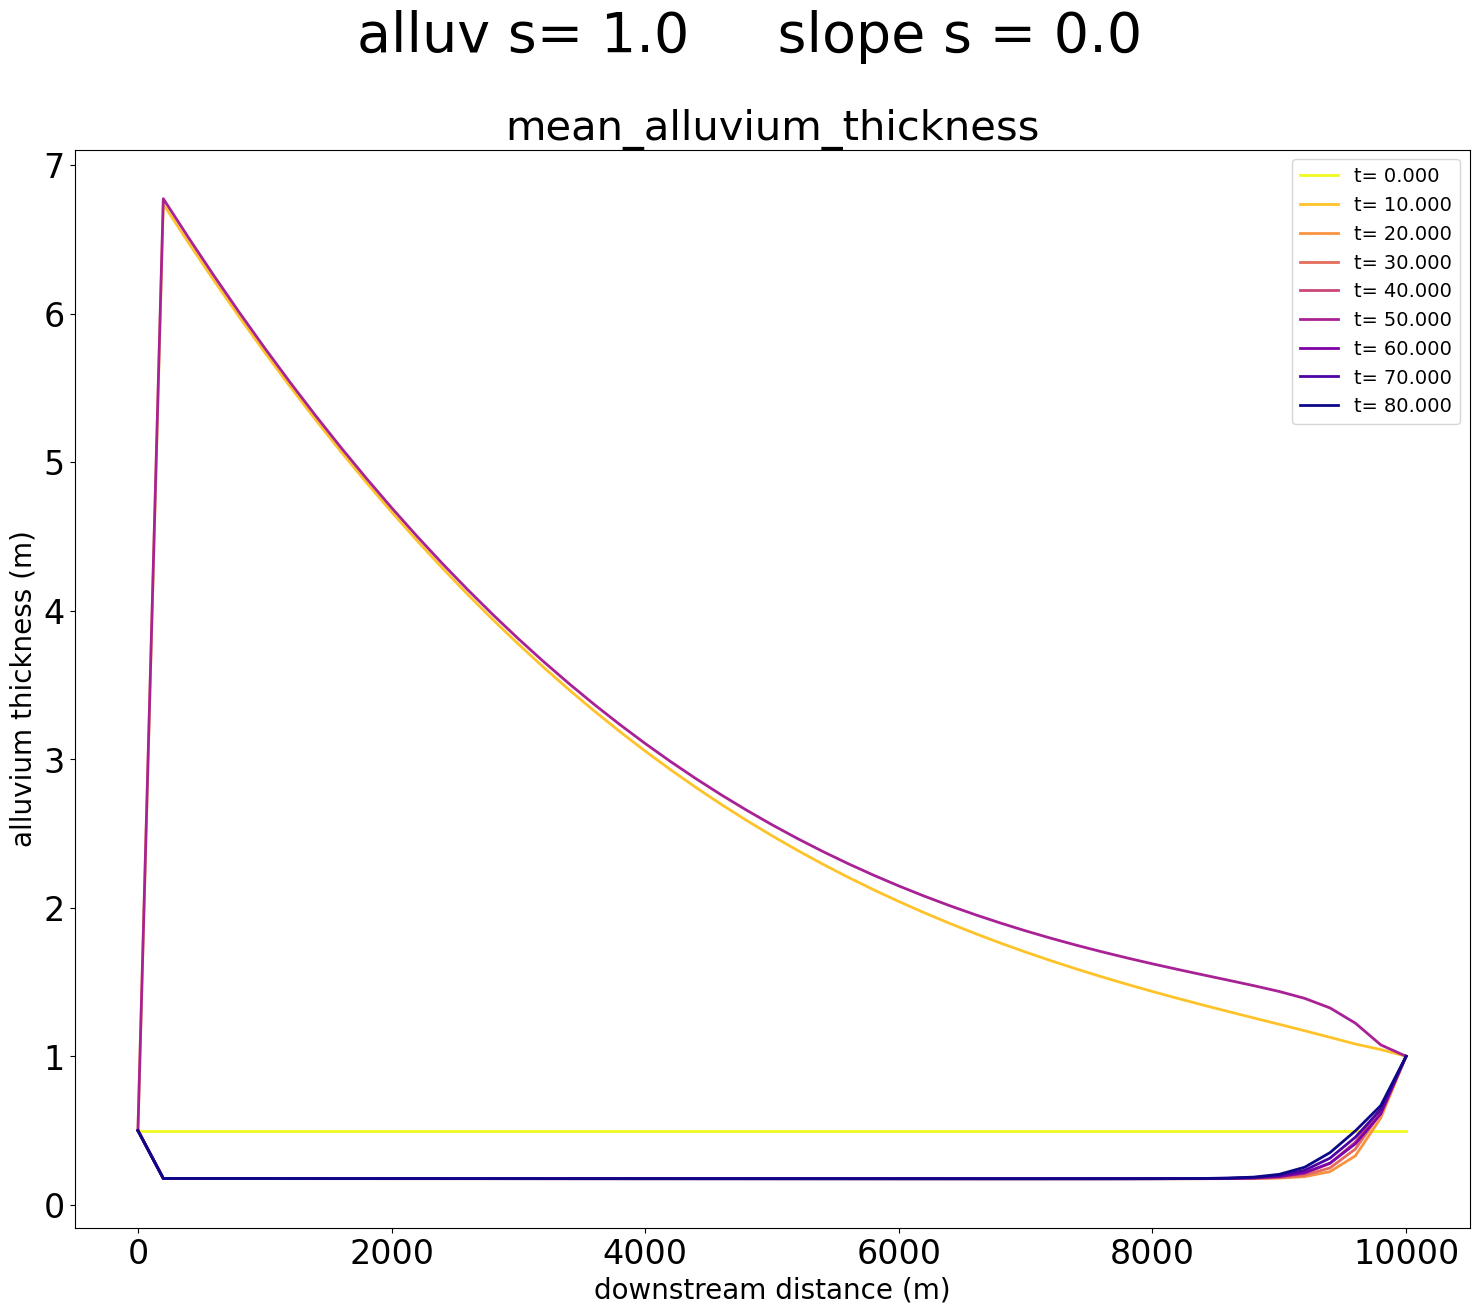 alluv s= 1.0     slope s = 0.0
mean_alluvium_thickness
7
6
5
4
3
2
1
0
alluvium thickness (m)
t= 0.000
t= 10.000
t= 20.000
t= 30.000
t= 40.000
t= 50.000
t= 60.000
t= 70.000
t= 80.000
0 2000 4000 6000 8000 10000
downstream distance (m)